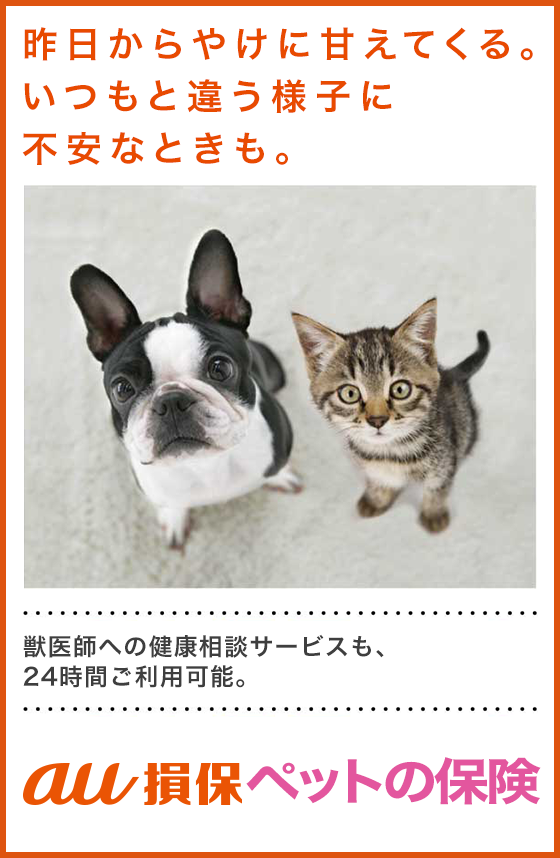 昨日からやけに甘えてくる。
いつもと違う様子に
不安なときも。
獣医師への健康相談サービスも、
24時間ご利用可能。
au損保ペットの保険